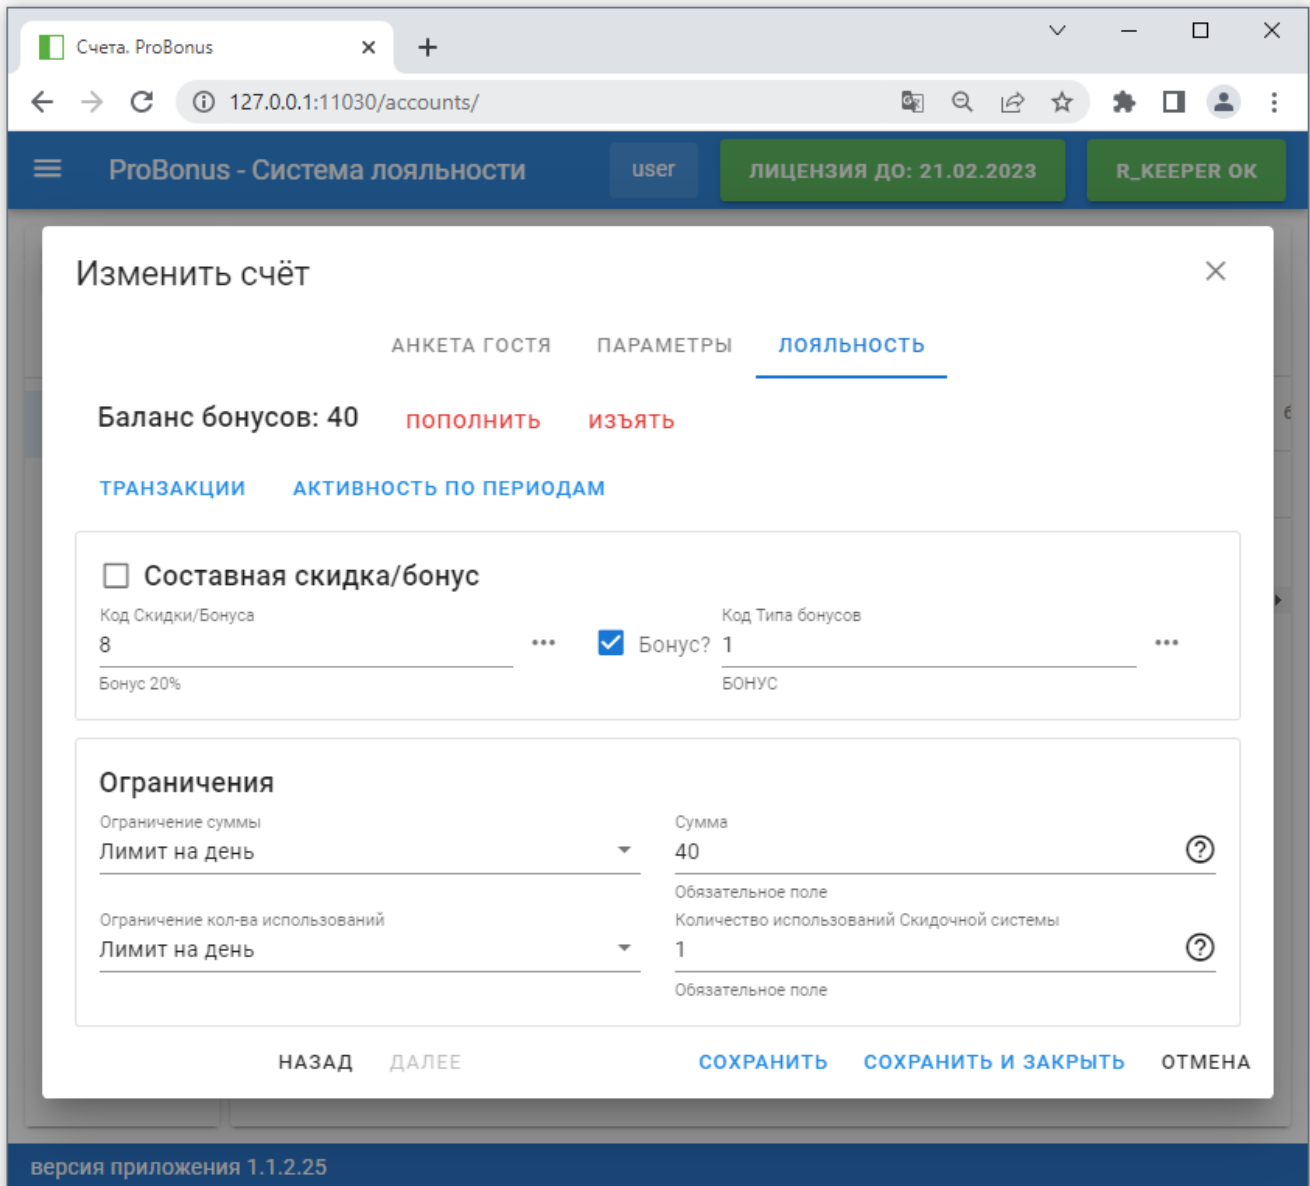 Счета. ProBonus
127.0.0.1:11030/accounts/
ProBonus - Система лояльности user ЛИЦЕНЗИЯ ДО: 21.02.2023 R_KEEPER OK
Изменить счёт
АНКЕТА ГОСТЯ ПАРАМЕТРЫ ЛОЯЛЬНОСТЬ
Баланс бонусов: 40 ПОПОЛНИТЬ ИЗЪЯТЬ
ТРАНЗАКЦИИ АКТИВНОСТЬ ПО ПЕРИОДАМ
Составная скидка/бонус
Код Скидки/Бонуса Код Типа бонусов
8 Бонус? 1
Бонус 20% БОНУС
Ограничения
Ограничение суммы Сумма
Лимит на день 40
Обязательное поле
Ограничение кол-ва использований Количество использований Скидочной системы
Лимит на день 1
Обязательное поле
НАЗАД ДАЛЕЕ СОХРАНИТЬ СОХРАНИТЬ И ЗАКРЫТЬ ОТМЕНА
версия приложения 1.1.2.25